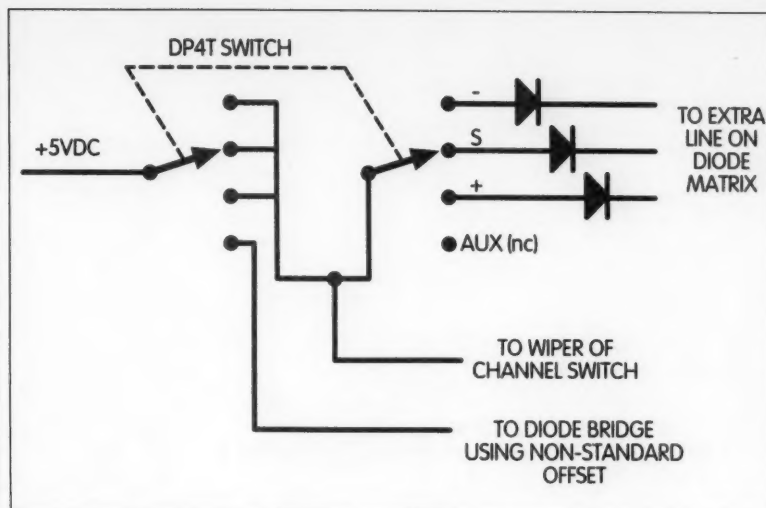 DP4T SWITCH
+5VDC
-
S
+
AUX (nc)
TO EXTRA
LINE ON
DIODE
MATRIX
TO WIPER OF
CHANNEL SWITCH
TO DIODE BRIDGE
USING NON-STANDARD
OFFSET